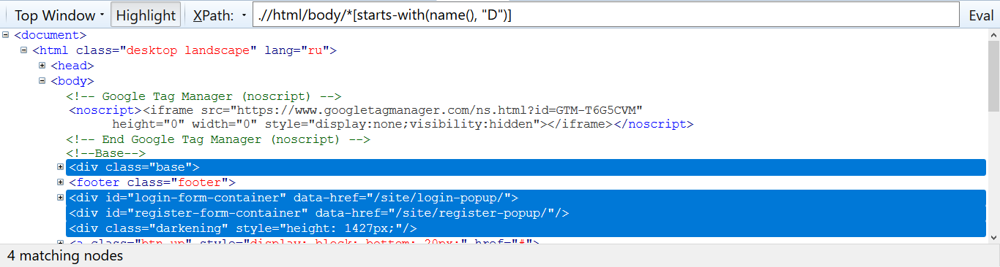 Top Window Highlight XPath: .//html/body/*[starts-with(name(), "D")] Eval
<document>
<html class="desktop landscape" lang="ru">
<head>
<body>
<!-- Google Tag Manager (noscript) -->
<noscript><iframe src="https://www.googletagmanager.com/ns.html?id=GTM-T6G5CVM"
height="0" width="0" style="display:none;visibility:hidden"></iframe></noscript>
<!-- End Google Tag Manager (noscript) -->
<!--Base-->
<div class="base">
<footer class="footer">
<div id="login-form-container" data-href="/site/login-popup/">
<div id="register-form-container" data-href="/site/register-popup/"/>
<div class="darkening" style="height: 1427px;"/>
<a class="btn-up" style="display: block; bottom: 20px;" href="#">
4 matching nodes